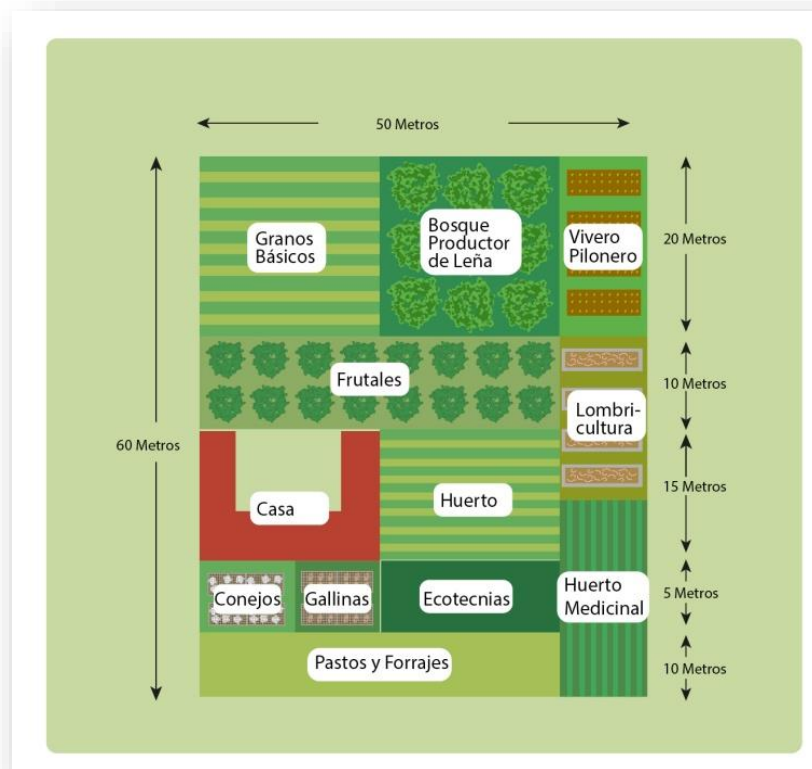 50 Metros
Granos
Básicos
Bosque
Productor
de Leña
Vivero
Pilonero
20 Metros
Frutales
10 Metros
Lombri-
cultura
60 Metros
15 Metros
Casa
Huerto
Conejos
Gallinas
Ecotecnias
Huerto
Medicinal
5 Metros
Pastos y Forrajes
10 Metros